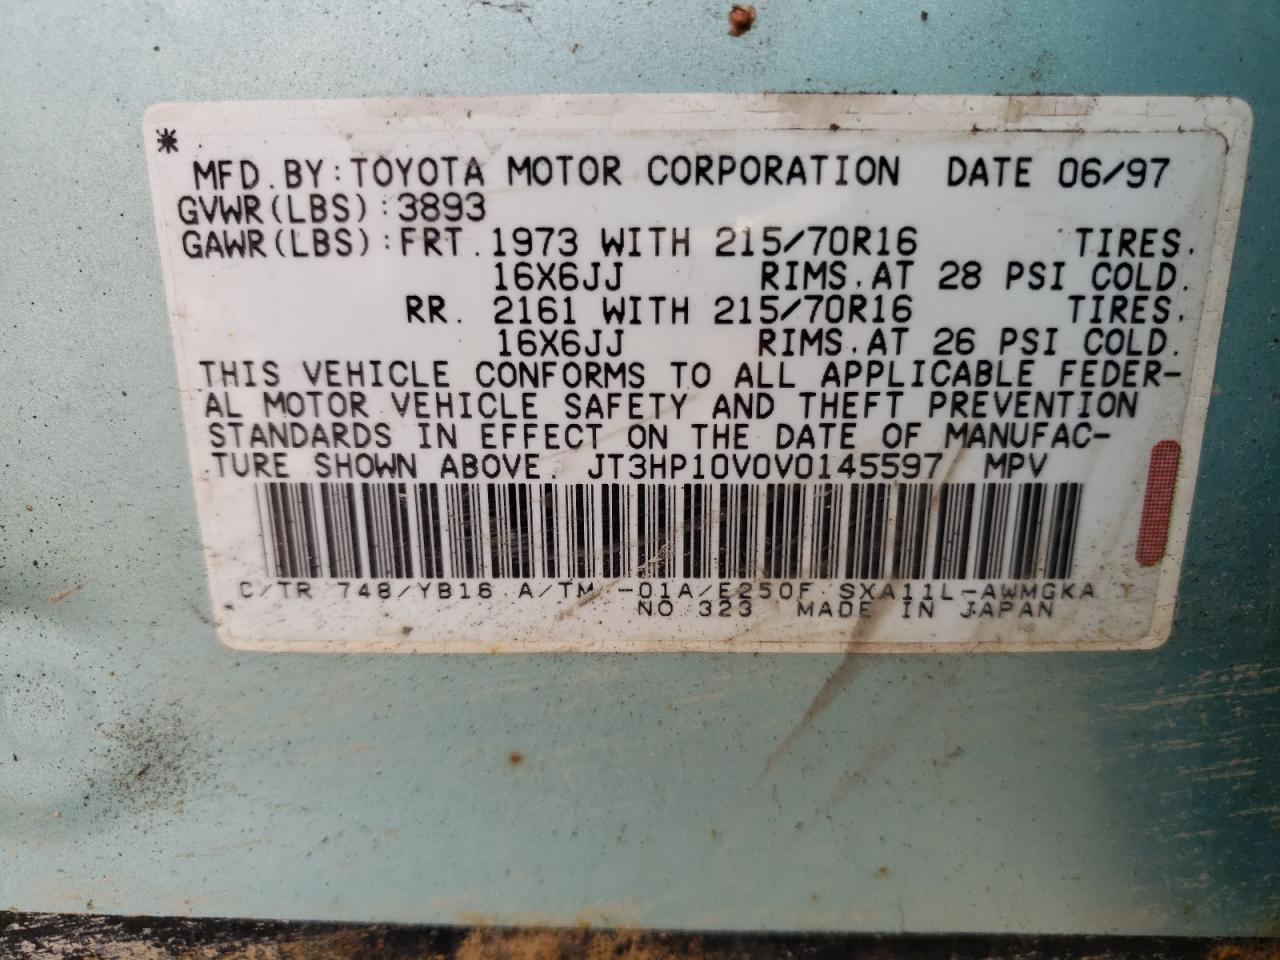 MFD. BY: TOYOTA MOTOR CORPORATION DATE 06/97
GVWR(LBS): 3893
GAWR(LBS): FRT. 1973 WITH 215/70R16 TIRES.
16X6JJ RIMS. AT 28 PSI COLD.
RR. 2161 WITH 215/70R16 TIRES.
16X6JJ RIMS. AT 26 PSI COLD.
THIS VEHICLE CONFORMS TO ALL APPLICABLE FEDER-
AL MOTOR VEHICLE SAFETY AND THEFT PREVENTION
STANDARDS IN EFFECT ON THE DATE OF MANUFAC-
TURE SHOWN ABOVE. JT3HP10V0V0145597 MPV
C/TR 748/YB16 A/TM -01A/E250F SXA11L-AWMGKA
NO 323 MADE IN JAPAN